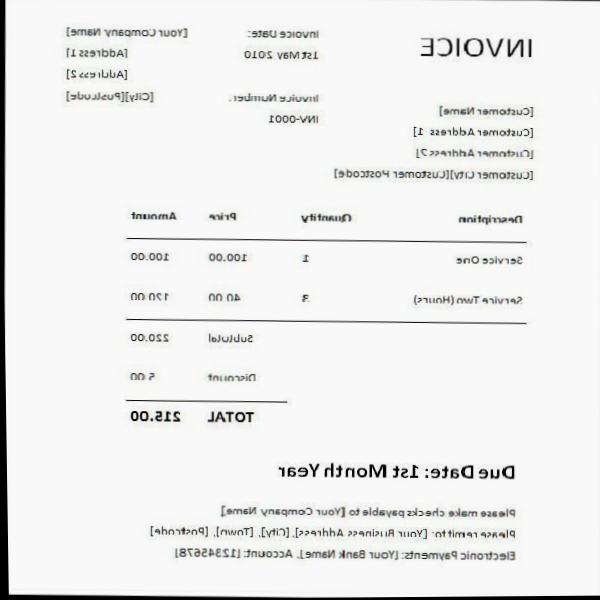 INVOICE
[Customer Name]
[Customer Address 1]
[Customer Address 2]
[Customer City][Customer Postcode]
Invoice Date:
1st May 2010
Invoice Number:
INV-0001
[Your Company Name]
[Address 1]
[Address 2]
[City][Postcode]
Description Quantity Price Amount
Service One 1 100.00 100.00
Service Two (Hours) 3 40.00 120.00
Subtotal 220.00
Discount 5.00
TOTAL 215.00
Due Date: 1st Month Year
Please make checks payable to [Your Company Name]
Please remit to: [Your Business Address], [City], [Town], [Postcode]
Electronic Payments: [Your Bank Name], Account: [12345678]